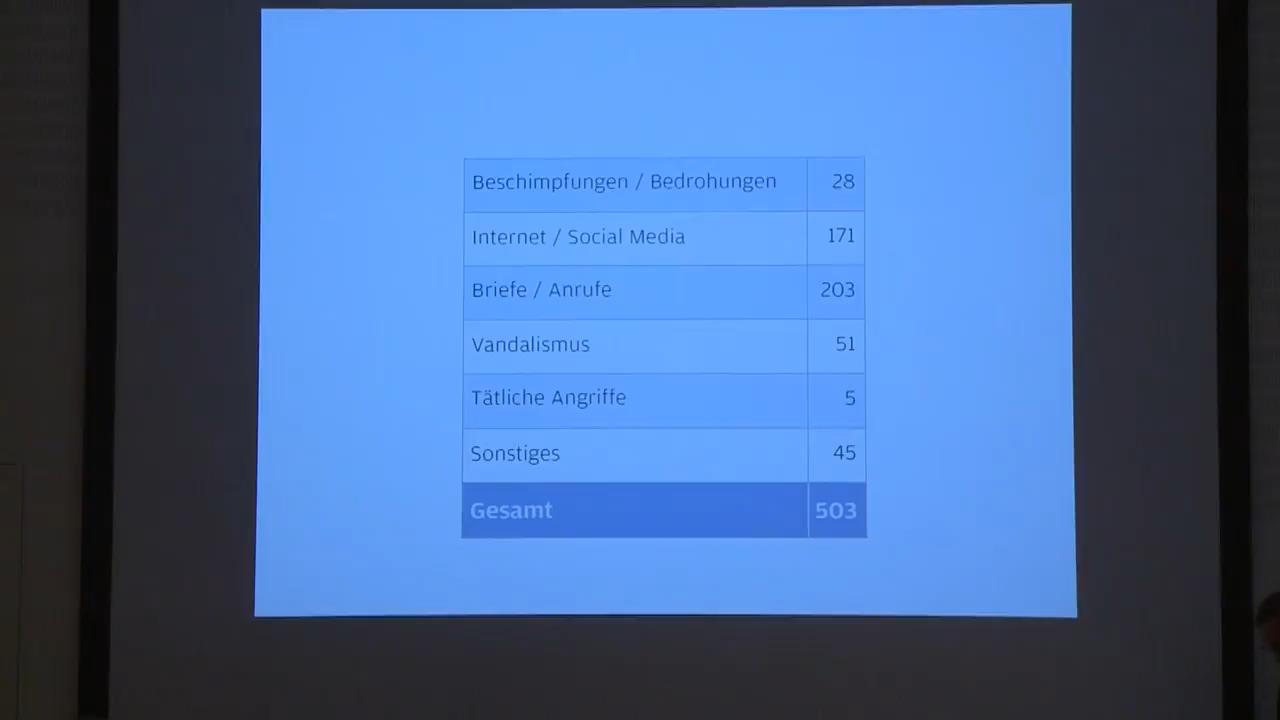 Beschimpfungen / Bedrohungen 28
Internet / Social Media 171
Briefe / Anrufe 203
Vandalismus 51
Tätliche Angriffe 5
Sonstiges 45
Gesamt 503